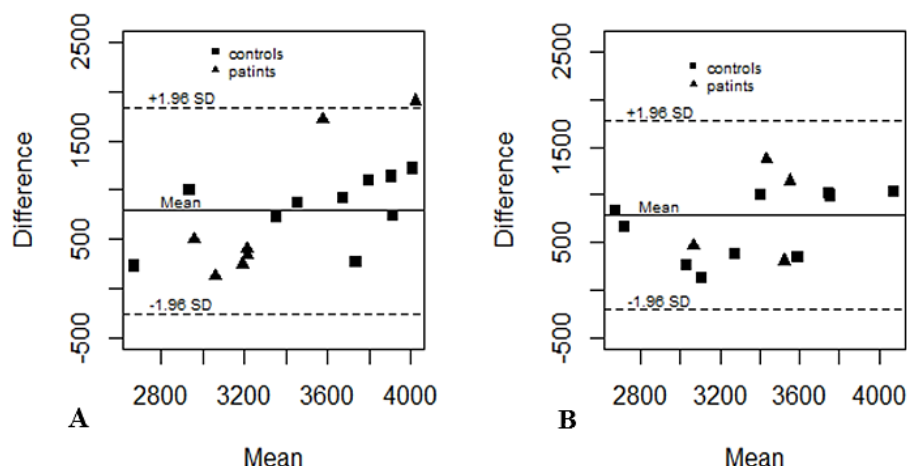 controls
patints
+1.96 SD
Mean
-1.96 SD
Difference
2500
1500
500
-500
2800 3200 3600 4000
A
Mean
controls
patints
+1.96 SD
Mean
-1.96 SD
Difference
2500
1500
500
-500
2800 3200 3600 4000
B
Mean